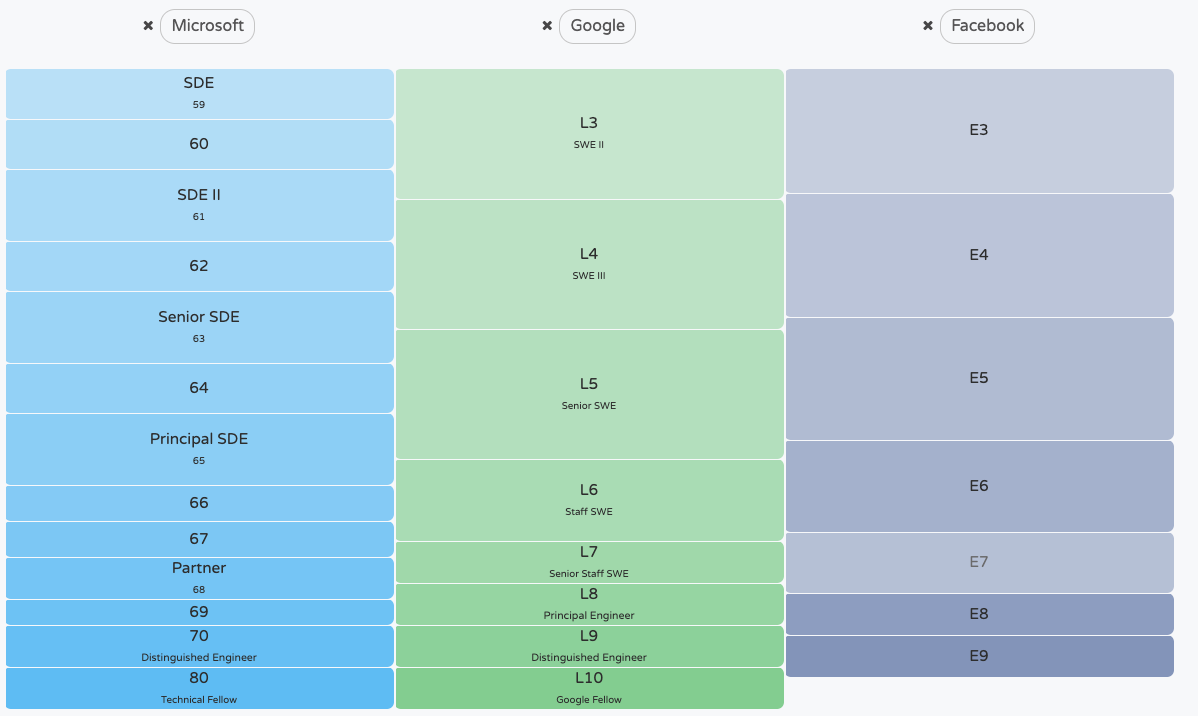 ✖ Microsoft
✖ Google
✖ Facebook
SDE
59
60
SDE II
61
62
Senior SDE
63
64
Principal SDE
65
66
67
Partner
68
69
70
Distinguished Engineer
80
Technical Fellow
L3
SWE II
L4
SWE III
L5
Senior SWE
L6
Staff SWE
L7
Senior Staff SWE
L8
Principal Engineer
L9
Distinguished Engineer
L10
Google Fellow
E3
E4
E5
E6
E7
E8
E9